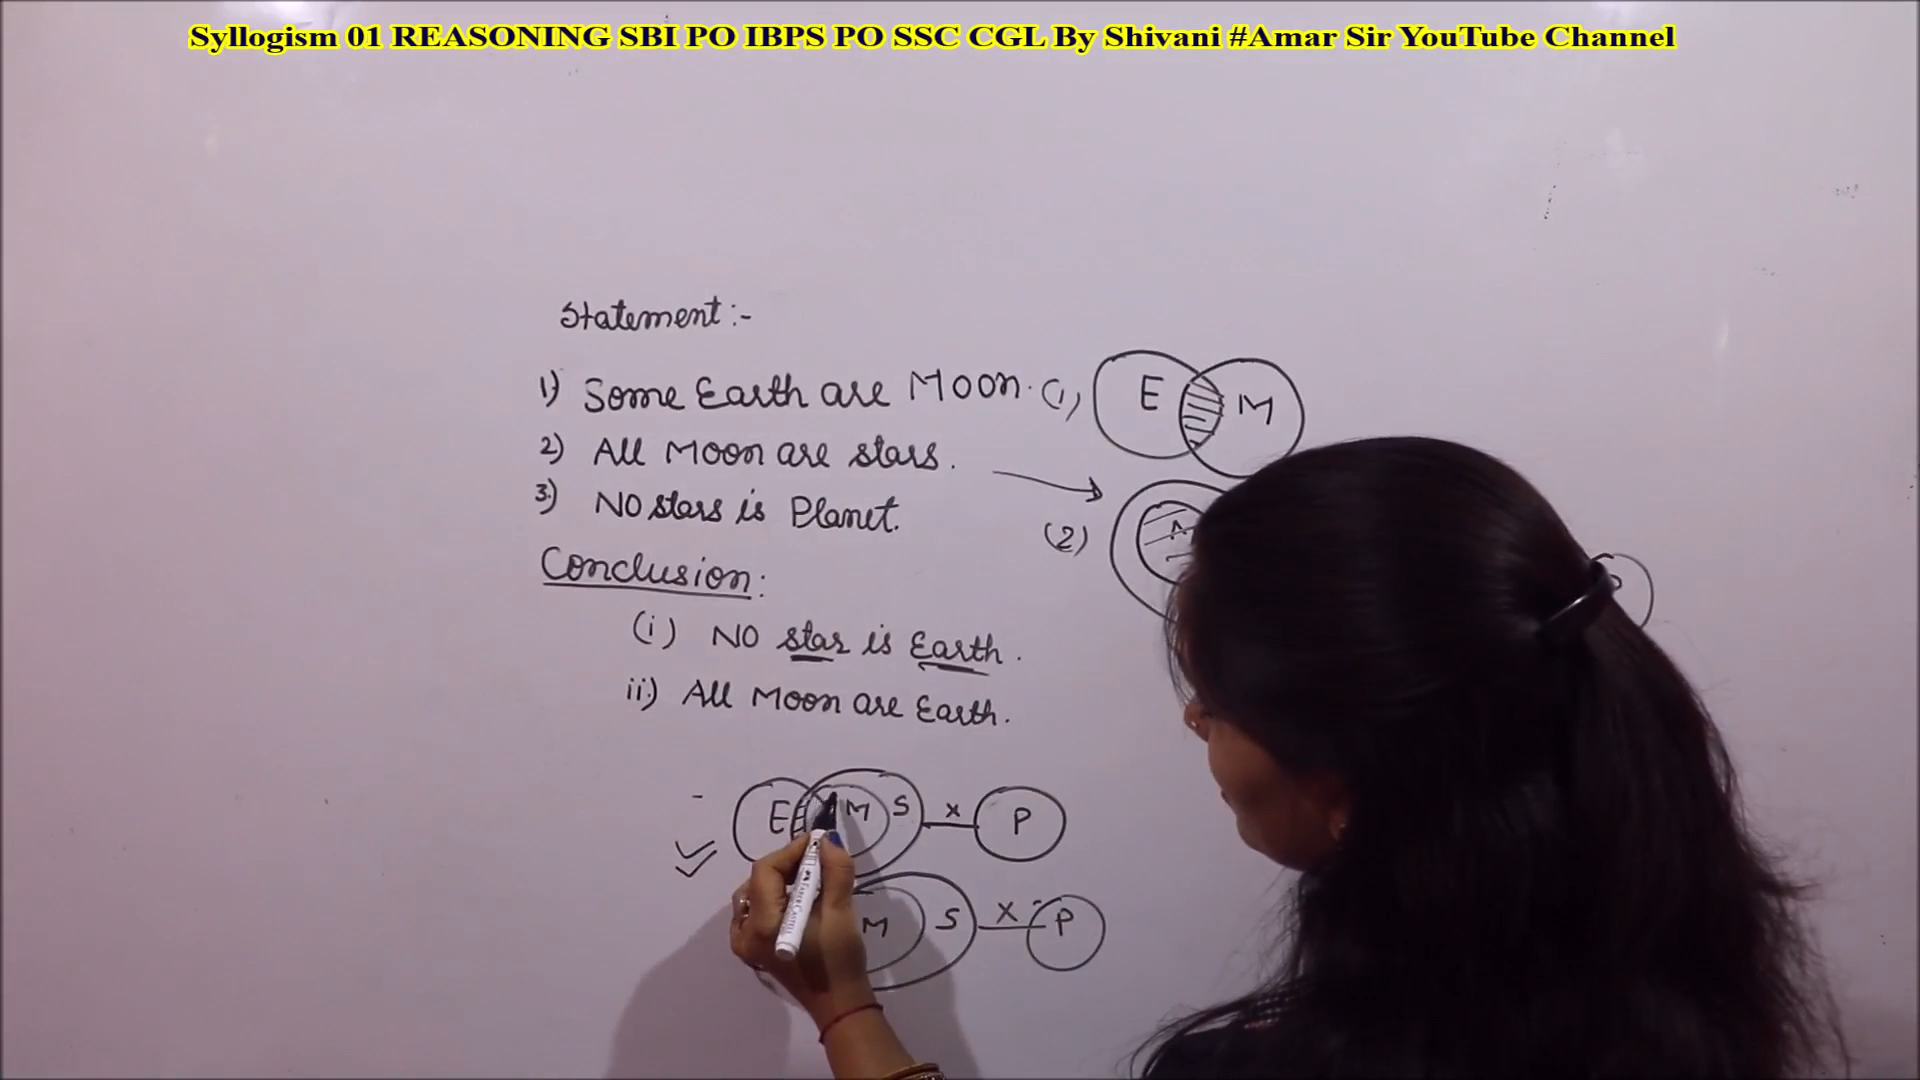 Syllogism 01 REASONING SBI PO IBPS PO SSC CGL By Shivani #Amar Sir YouTube Channel
Statement :-
1) Some Earth are Moon.
2) All Moon are stars.
3) NO stars is Planet.
Conclusion:
(i) NO star is Earth.
ii) All Moon are Earth.
(1) E M
(2) M
E M S x P
M S X P
FABER CASTELL